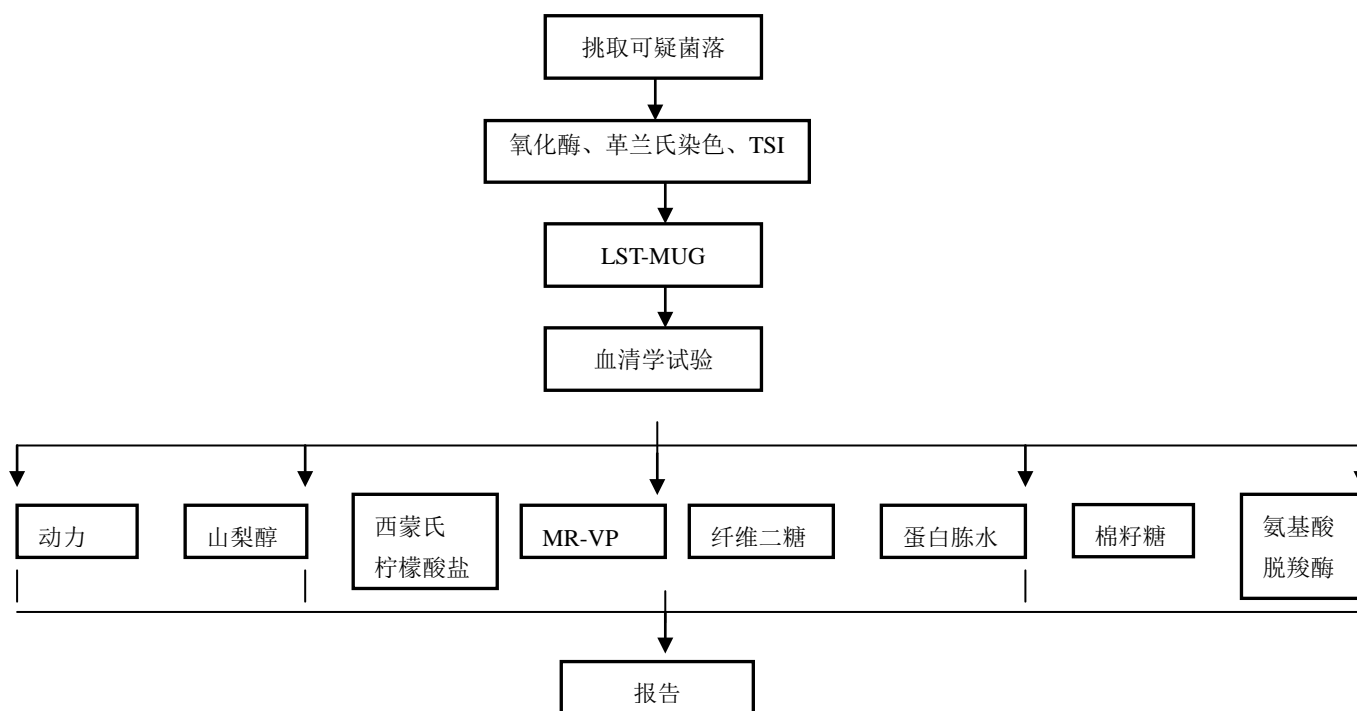 挑取可疑菌落
氧化酶、革兰氏染色、TSI
LST-MUG
血清学试验
动力
山梨醇
西蒙氏
柠檬酸盐
MR-VP
纤维二糖
蛋白胨水
棉籽糖
氨基酸
脱羧酶
报告